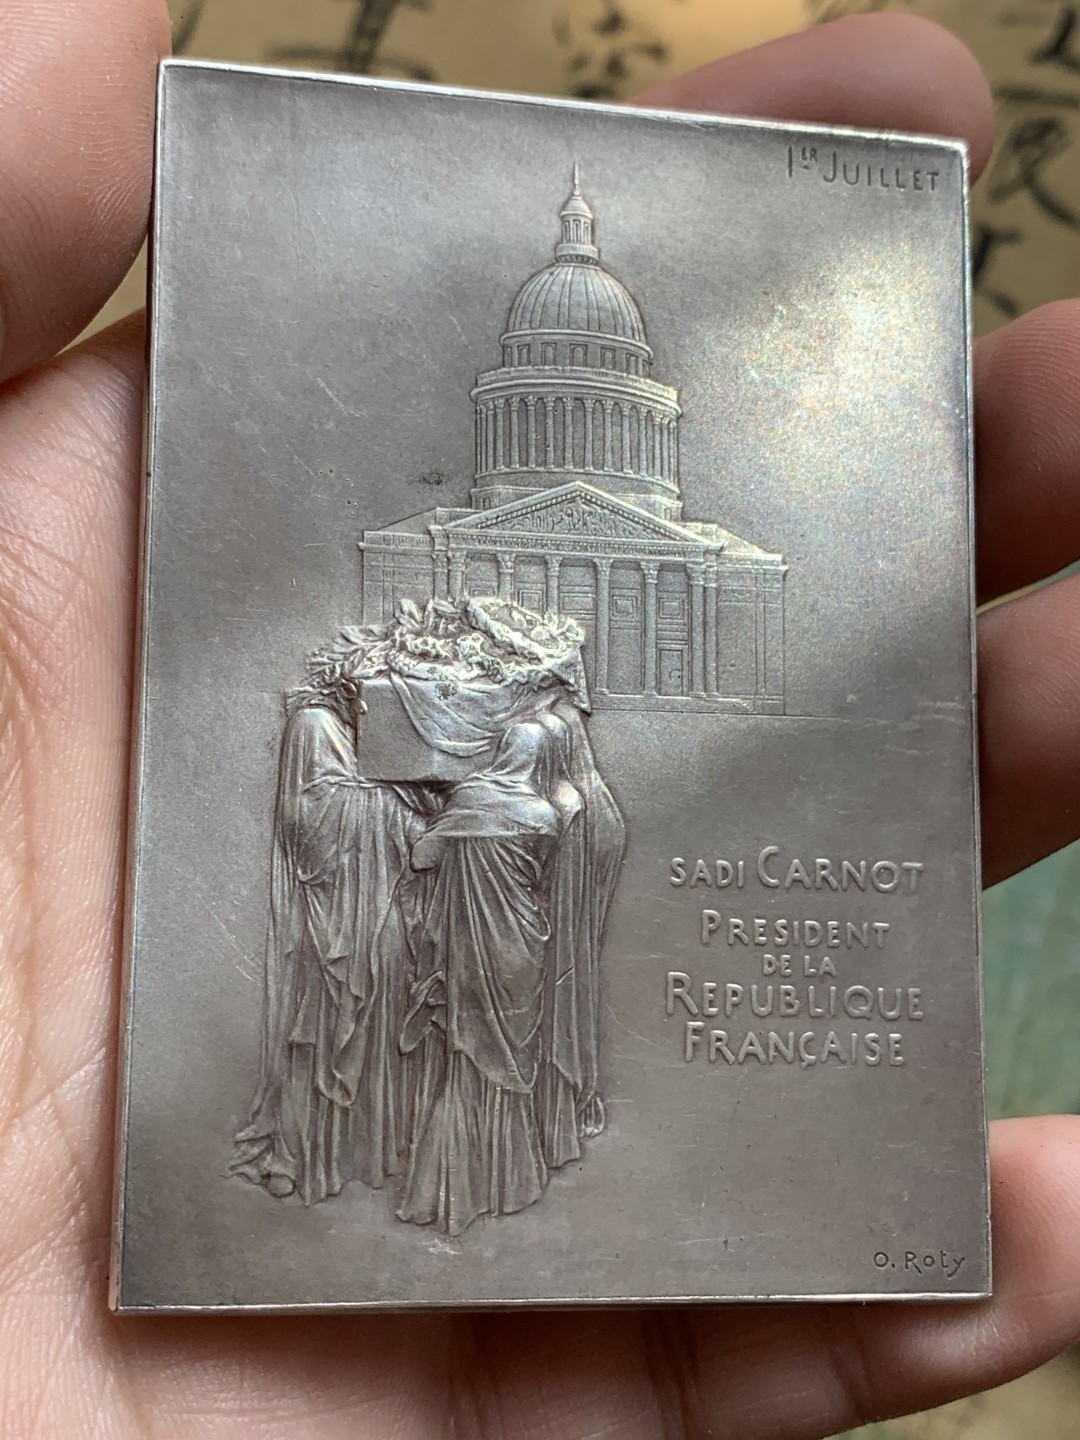 1ER JUILLET
SADI CARNOT
PRESIDENT
DE LA
REPUBLIQUE
FRANÇAISE
O. Roty